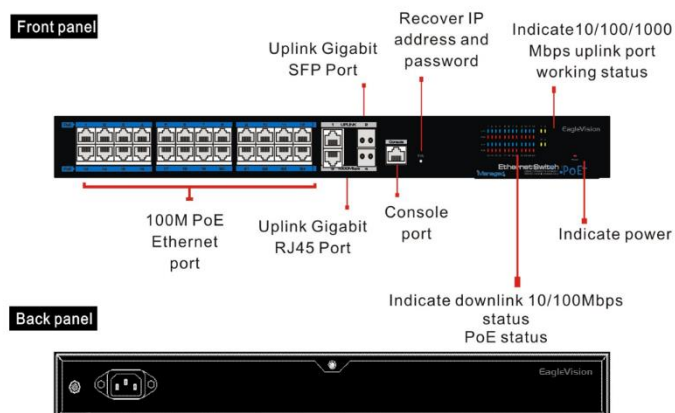 Front panel
Recover IP
address and
password
Indicate10/100/1000
Mbps uplink port
working status
Uplink Gigabit
SFP Port
UPLINK
Console
EagleVision
Ethernet Switch
Managed
PoE
100M PoE
Ethernet
port
Uplink Gigabit
RJ45 Port
Console
port
Indicate power
Indicate downlink 10/100Mbps
status
PoE status
Back panel
EagleVision